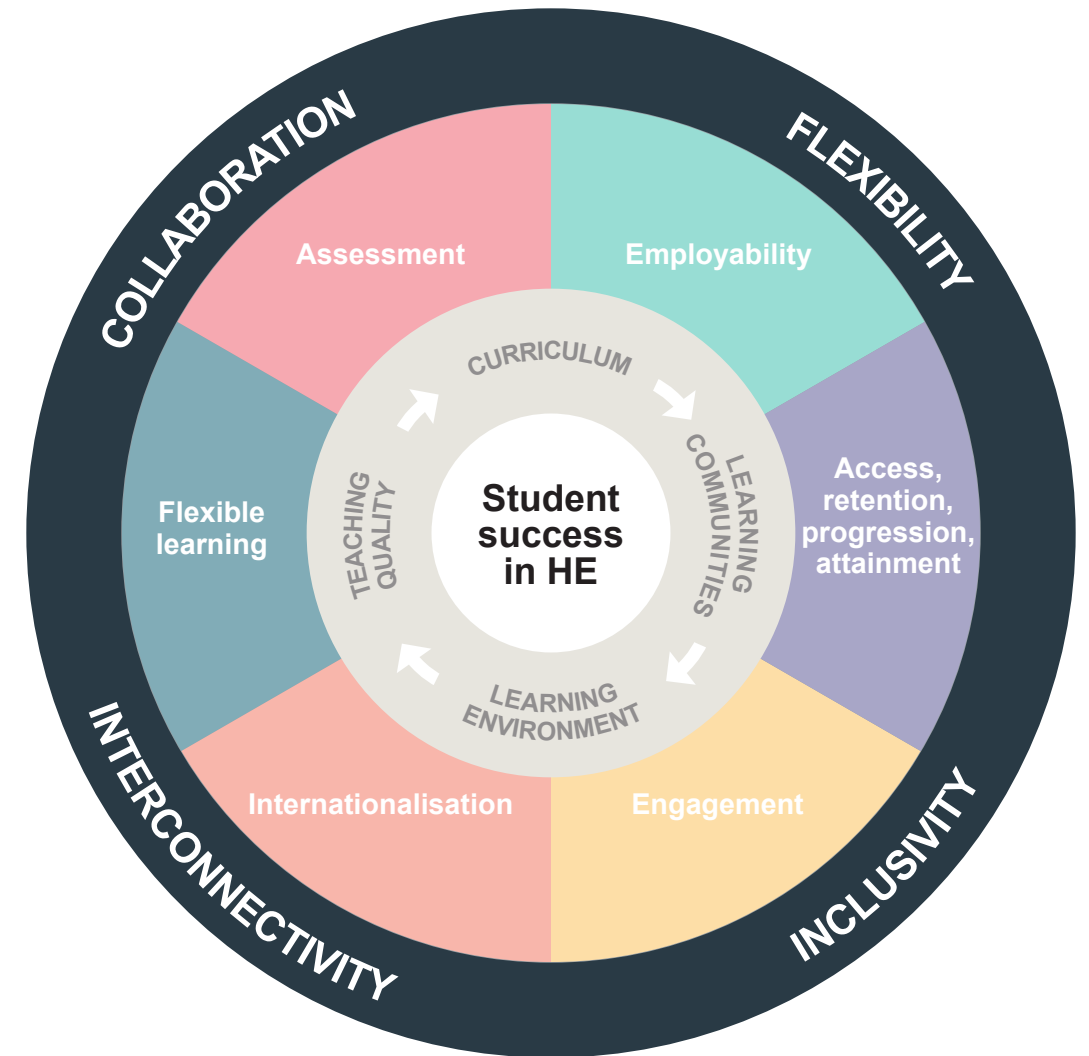 COLLABORATION
FLEXIBILITY
INCLUSIVITY
INTERCONNECTIVITY
Assessment
Employability
Access,
retention,
progression,
attainment
Engagement
Internationalisation
Flexible
learning
CURRICULUM
LEARNING
COMMUNITIES
LEARNING
ENVIRONMENT
TEACHING
QUALITY
Student
success
in HE